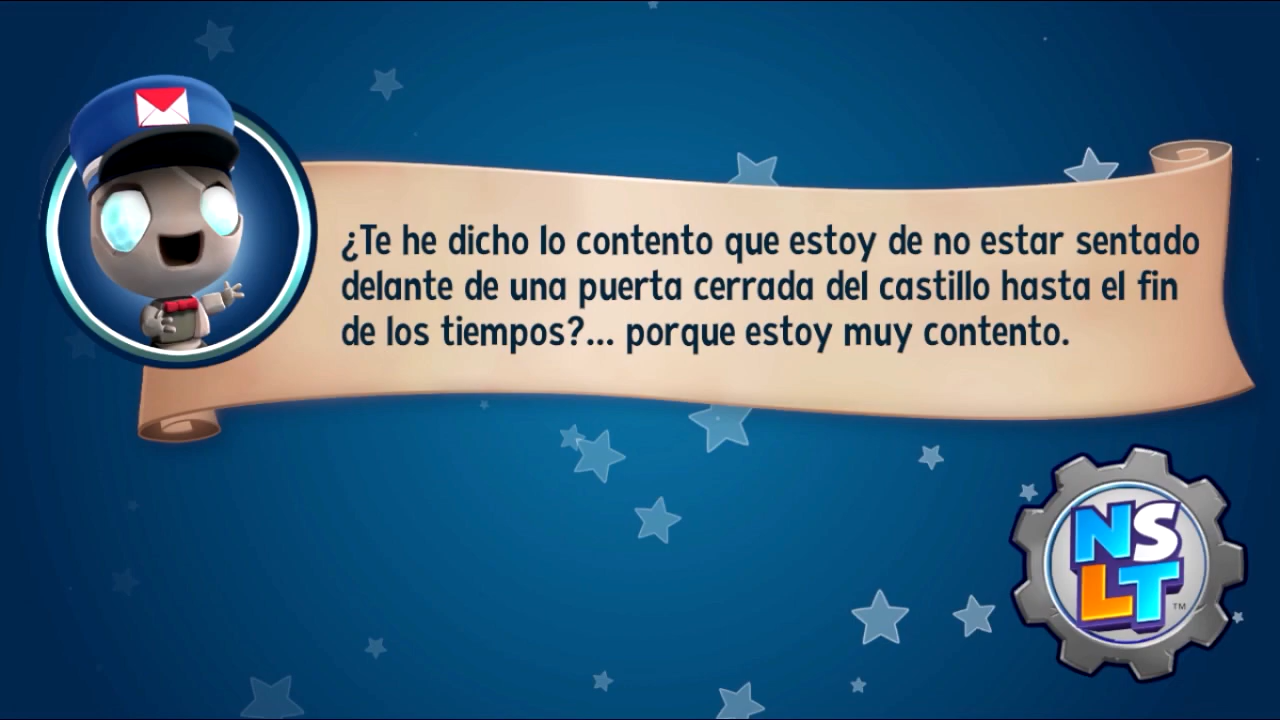 ¿Te he dicho lo contento que estoy de no estar sentado
delante de una puerta cerrada del castillo hasta el fin
de los tiempos?... porque estoy muy contento.
NS
LT
TM